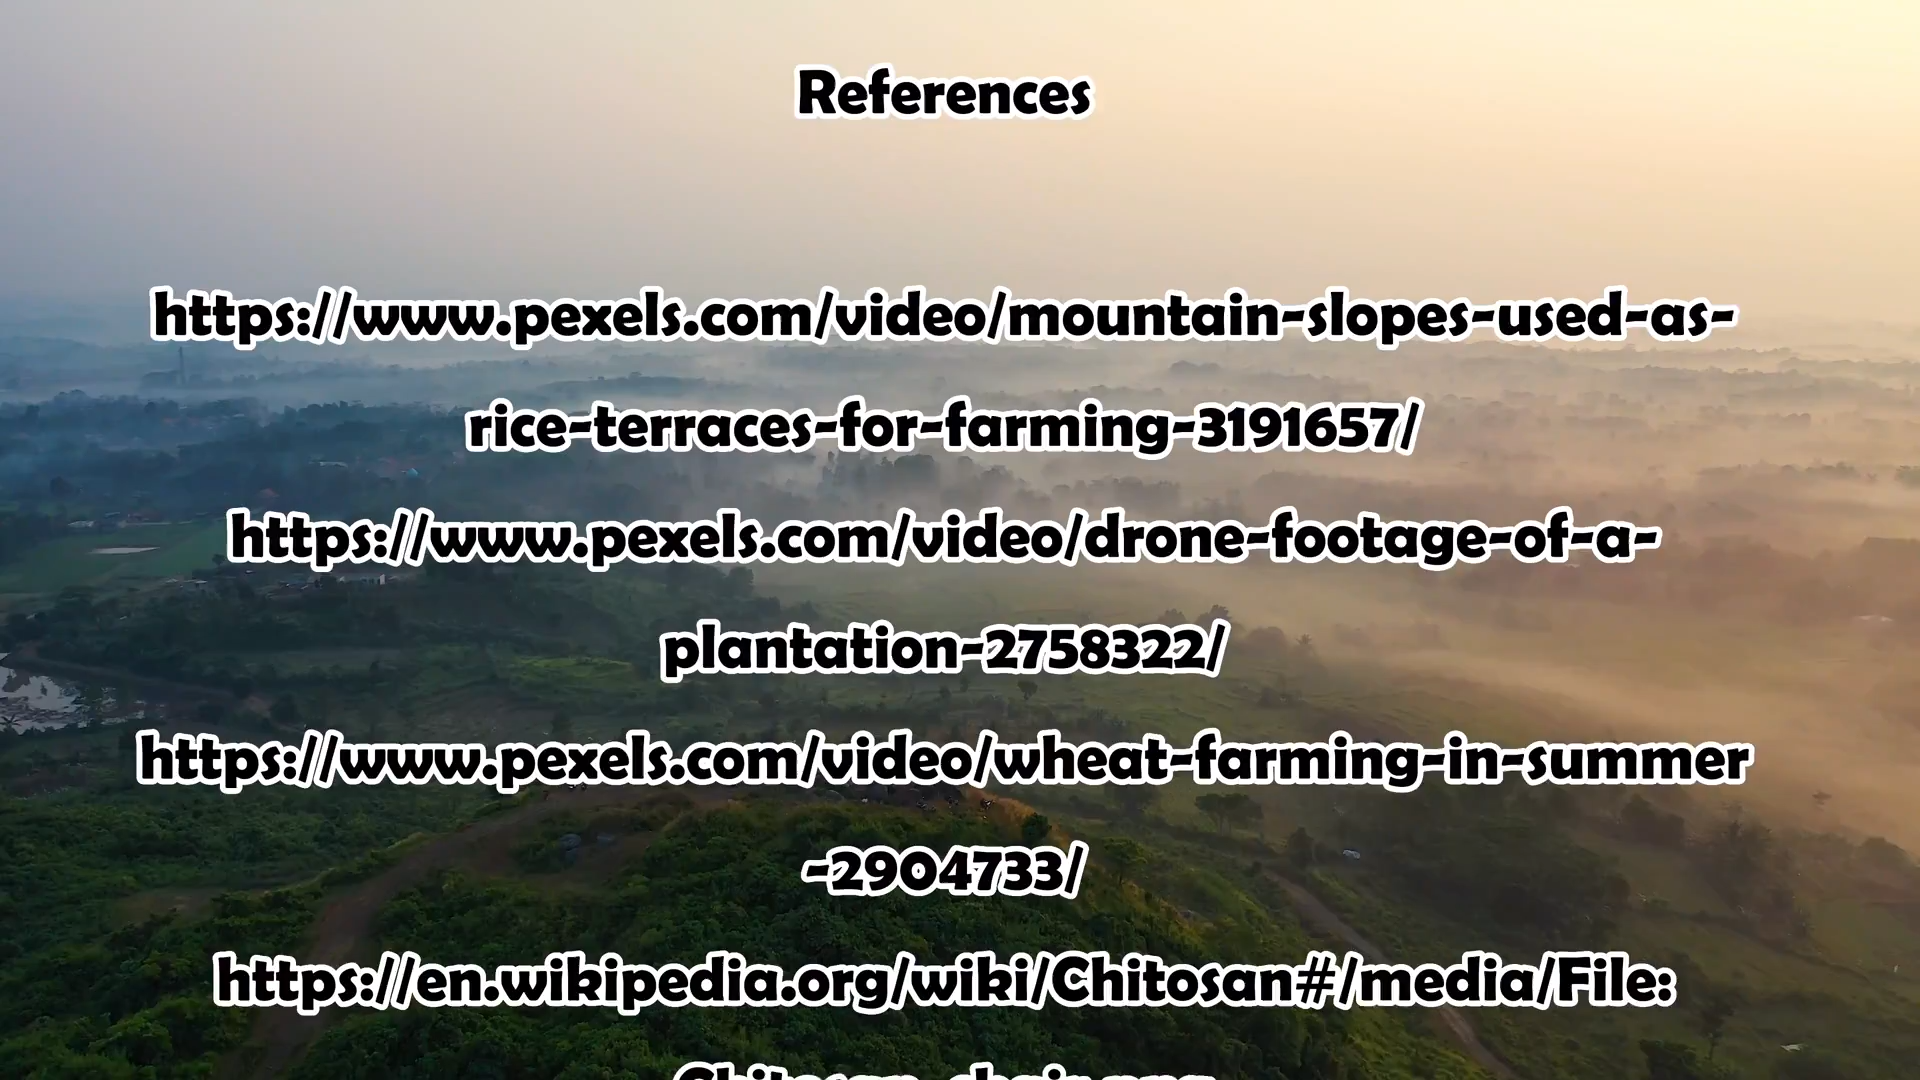 References
https://www.pexels.com/video/mountain-slopes-used-as-
rice-terraces-for-farming-3191657/
https://www.pexels.com/video/drone-footage-of-a-
plantation-2758322/
https://www.pexels.com/video/wheat-farming-in-summer
-2904733/
https://en.wikipedia.org/wiki/Chitosan#/media/File: